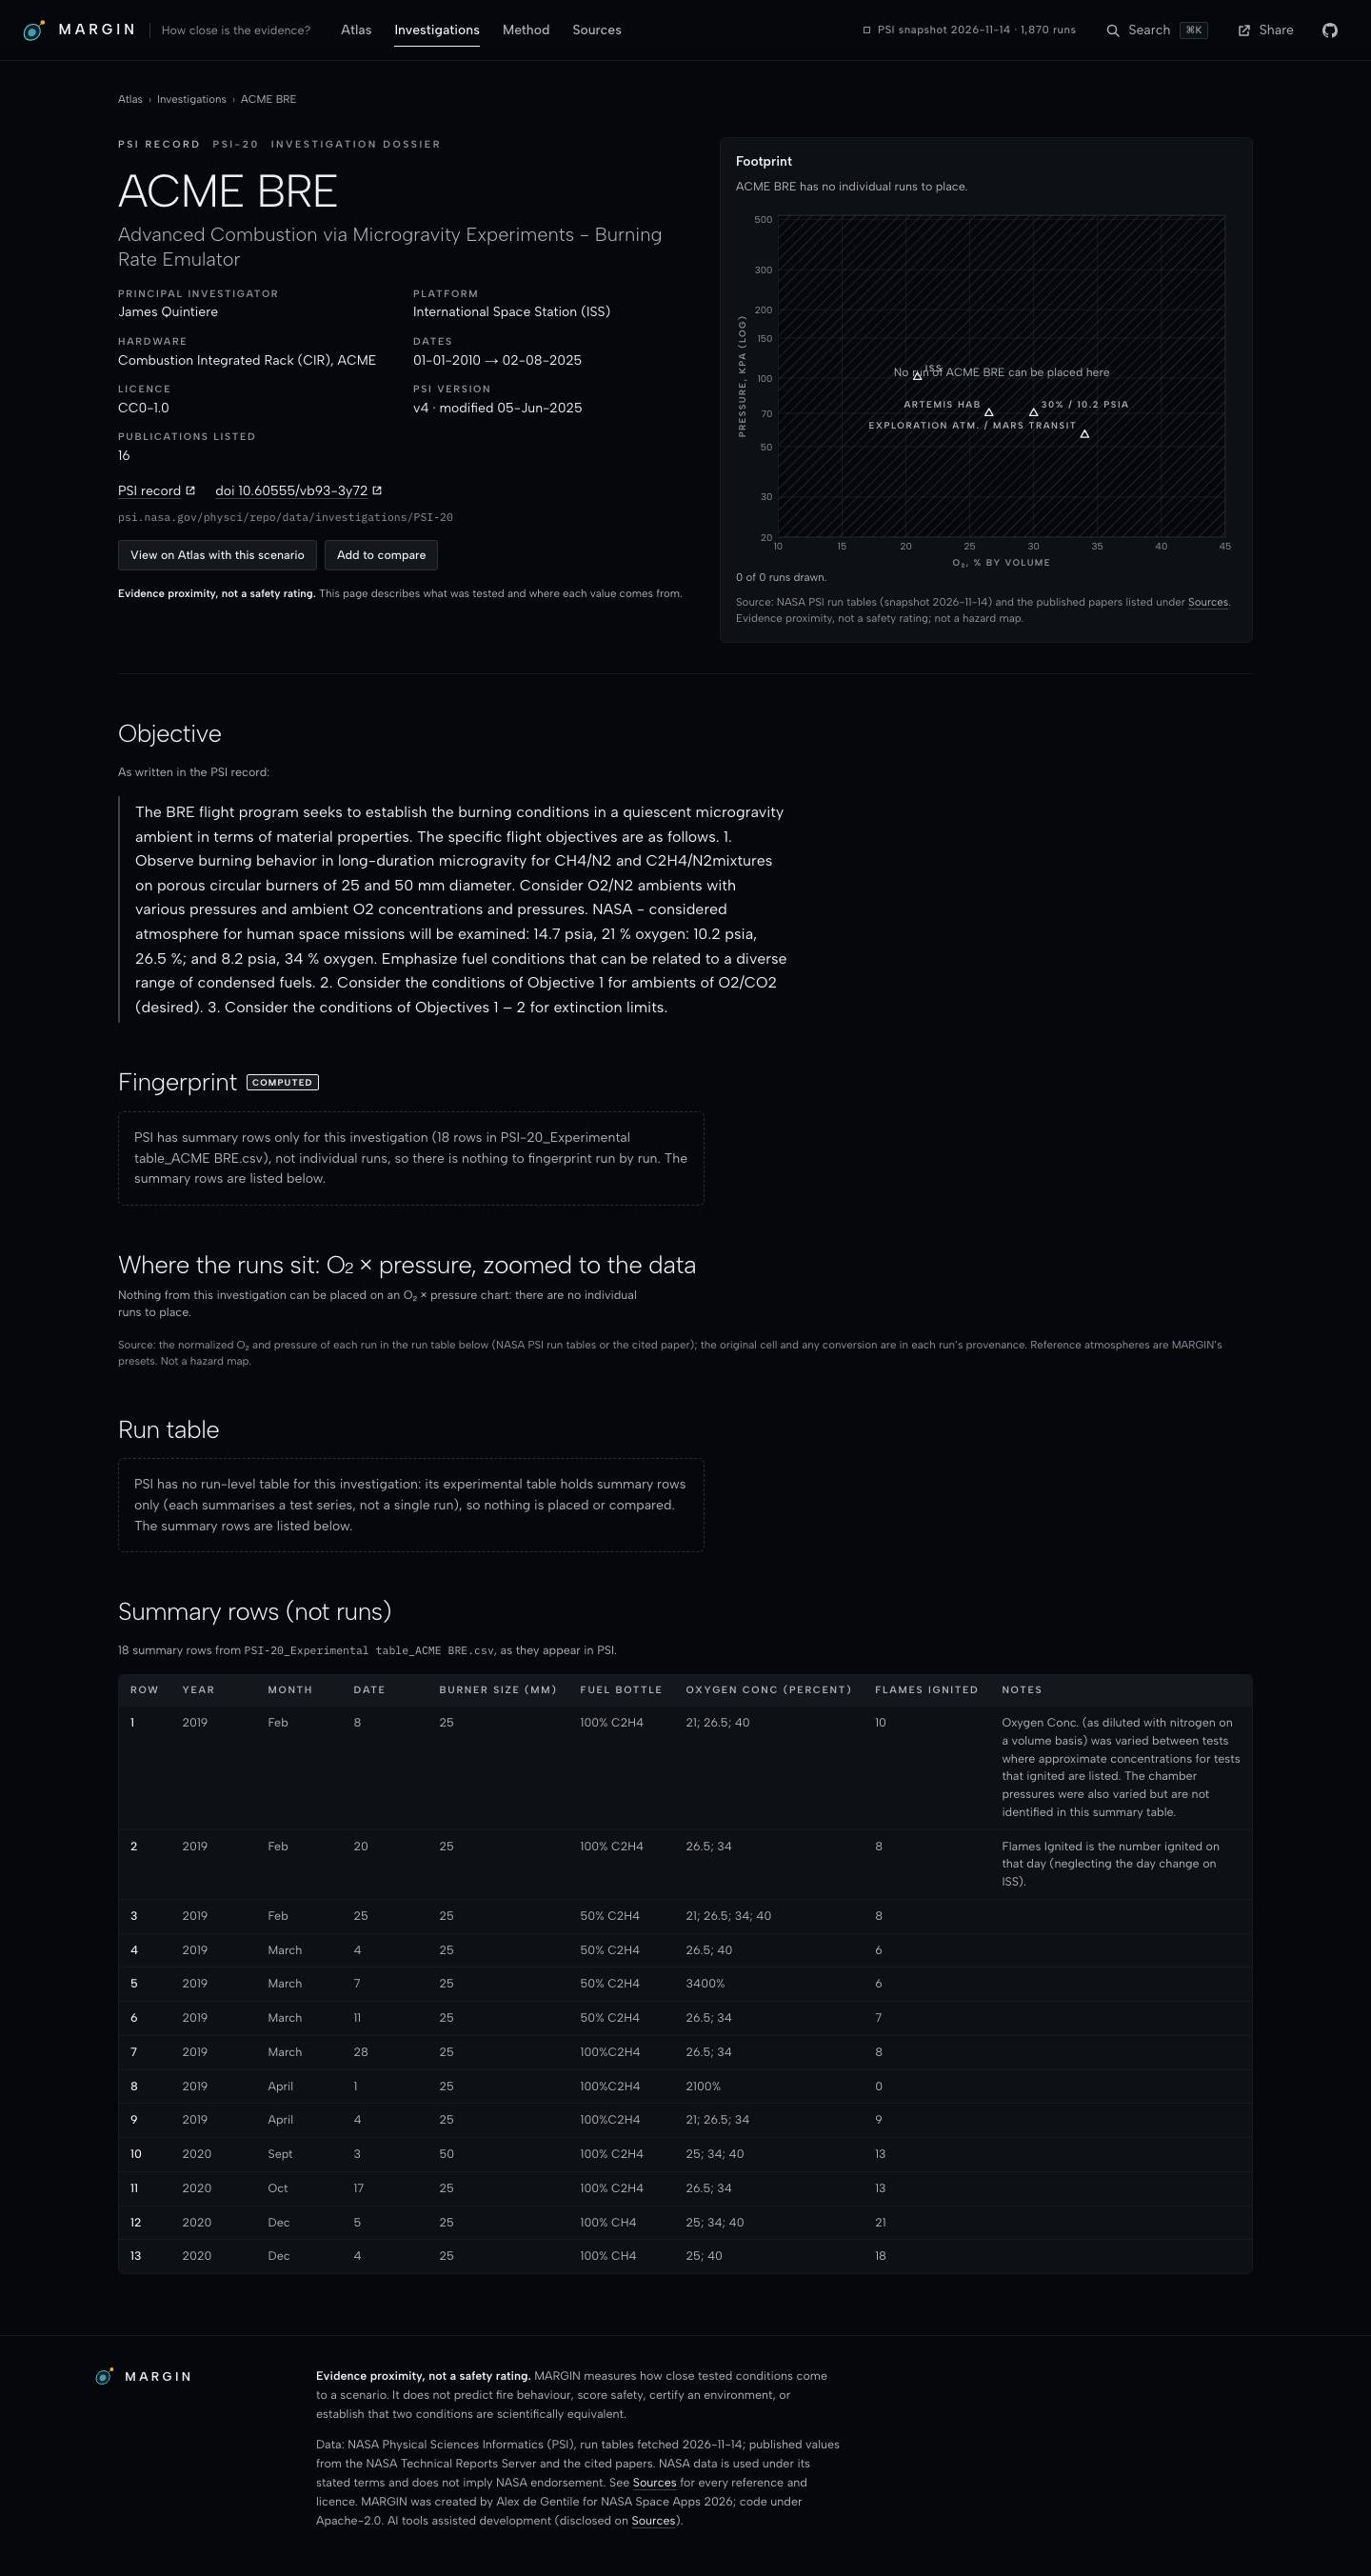 MARGIN
How close is the evidence?
Atlas
Investigations
Method
Sources
PSI snapshot 2026-11-14 · 1,870 runs
Search ⌘K
Share
Atlas › Investigations › ACME BRE
PSI RECORD PSI-20 INVESTIGATION DOSSIER
ACME BRE
Advanced Combustion via Microgravity Experiments - Burning
Rate Emulator
PRINCIPAL INVESTIGATOR
James Quintiere
PLATFORM
International Space Station (ISS)
HARDWARE
Combustion Integrated Rack (CIR), ACME
DATES
01-01-2010 → 02-08-2025
LICENCE
CC0-1.0
PSI VERSION
v4 · modified 05-Jun-2025
PUBLICATIONS LISTED
16
PSI record
doi 10.60555/vb93-3y72
psi.nasa.gov/physci/repo/data/investigations/PSI-20
View on Atlas with this scenario
Add to compare
Evidence proximity, not a safety rating. This page describes what was tested and where each value comes from.
Footprint
ACME BRE has no individual runs to place.
500
300
200
150
100
70
50
30
20
PRESSURE, KPA (LOG)
ISS
No run of ACME BRE can be placed here
ARTEMIS HAB
30% / 10.2 PSIA
EXPLORATION ATM. / MARS TRANSIT
10 15 20 25 30 35 40 45
O₂, % BY VOLUME
0 of 0 runs drawn.
Source: NASA PSI run tables (snapshot 2026-11-14) and the published papers listed under Sources.
Evidence proximity, not a safety rating; not a hazard map.
Objective
As written in the PSI record:
The BRE flight program seeks to establish the burning conditions in a quiescent microgravity
ambient in terms of material properties. The specific flight objectives are as follows. 1.
Observe burning behavior in long-duration microgravity for CH4/N2 and C2H4/N2mixtures
on porous circular burners of 25 and 50 mm diameter. Consider O2/N2 ambients with
various pressures and ambient O2 concentrations and pressures. NASA - considered
atmosphere for human space missions will be examined: 14.7 psia, 21 % oxygen: 10.2 psia,
26.5 %; and 8.2 psia, 34 % oxygen. Emphasize fuel conditions that can be related to a diverse
range of condensed fuels. 2. Consider the conditions of Objective 1 for ambients of O2/CO2
(desired). 3. Consider the conditions of Objectives 1 – 2 for extinction limits.
Fingerprint COMPUTED
PSI has summary rows only for this investigation (18 rows in PSI-20_Experimental
table_ACME BRE.csv), not individual runs, so there is nothing to fingerprint run by run. The
summary rows are listed below.
Where the runs sit: O₂ × pressure, zoomed to the data
Nothing from this investigation can be placed on an O₂ × pressure chart: there are no individual
runs to place.
Source: the normalized O₂ and pressure of each run in the run table below (NASA PSI run tables or the cited paper); the original cell and any conversion are in each run's provenance. Reference atmospheres are MARGIN's
presets. Not a hazard map.
Run table
PSI has no run-level table for this investigation: its experimental table holds summary rows
only (each summarises a test series, not a single run), so nothing is placed or compared.
The summary rows are listed below.
Summary rows (not runs)
18 summary rows from PSI-20_Experimental table_ACME BRE.csv, as they appear in PSI.
ROW YEAR MONTH DATE BURNER SIZE (MM) FUEL BOTTLE OXYGEN CONC (PERCENT) FLAMES IGNITED NOTES
1 2019 Feb 8 25 100% C2H4 21; 26.5; 40 10 Oxygen Conc. (as diluted with nitrogen on
a volume basis) was varied between tests
where approximate concentrations for tests
that ignited are listed. The chamber
pressures were also varied but are not
identified in this summary table.
2 2019 Feb 20 25 100% C2H4 26.5; 34 8 Flames Ignited is the number ignited on
that day (neglecting the day change on
ISS).
3 2019 Feb 25 25 50% C2H4 21; 26.5; 34; 40 8
4 2019 March 4 25 50% C2H4 26.5; 40 6
5 2019 March 7 25 50% C2H4 3400% 6
6 2019 March 11 25 50% C2H4 26.5; 34 7
7 2019 March 28 25 100%C2H4 26.5; 34 8
8 2019 April 1 25 100%C2H4 2100% 0
9 2019 April 4 25 100%C2H4 21; 26.5; 34 9
10 2020 Sept 3 50 100% C2H4 25; 34; 40 13
11 2020 Oct 17 25 100% C2H4 26.5; 34 13
12 2020 Dec 5 25 100% CH4 25; 34; 40 21
13 2020 Dec 4 25 100% CH4 25; 40 18
MARGIN
Evidence proximity, not a safety rating. MARGIN measures how close tested conditions come
to a scenario. It does not predict fire behaviour, score safety, certify an environment, or
establish that two conditions are scientifically equivalent.
Data: NASA Physical Sciences Informatics (PSI), run tables fetched 2026-11-14; published values
from the NASA Technical Reports Server and the cited papers. NASA data is used under its
stated terms and does not imply NASA endorsement. See Sources for every reference and
licence. MARGIN was created by Alex de Gentile for NASA Space Apps 2026; code under
Apache-2.0. AI tools assisted development (disclosed on Sources).